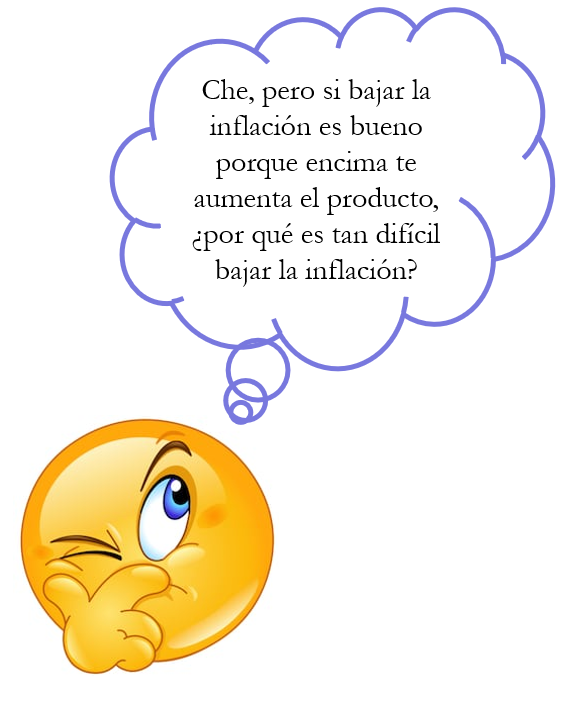 Che, pero si bajar la
inflación es bueno
porque encima te
aumenta el producto,
¿por qué es tan difícil
bajar la inflación?